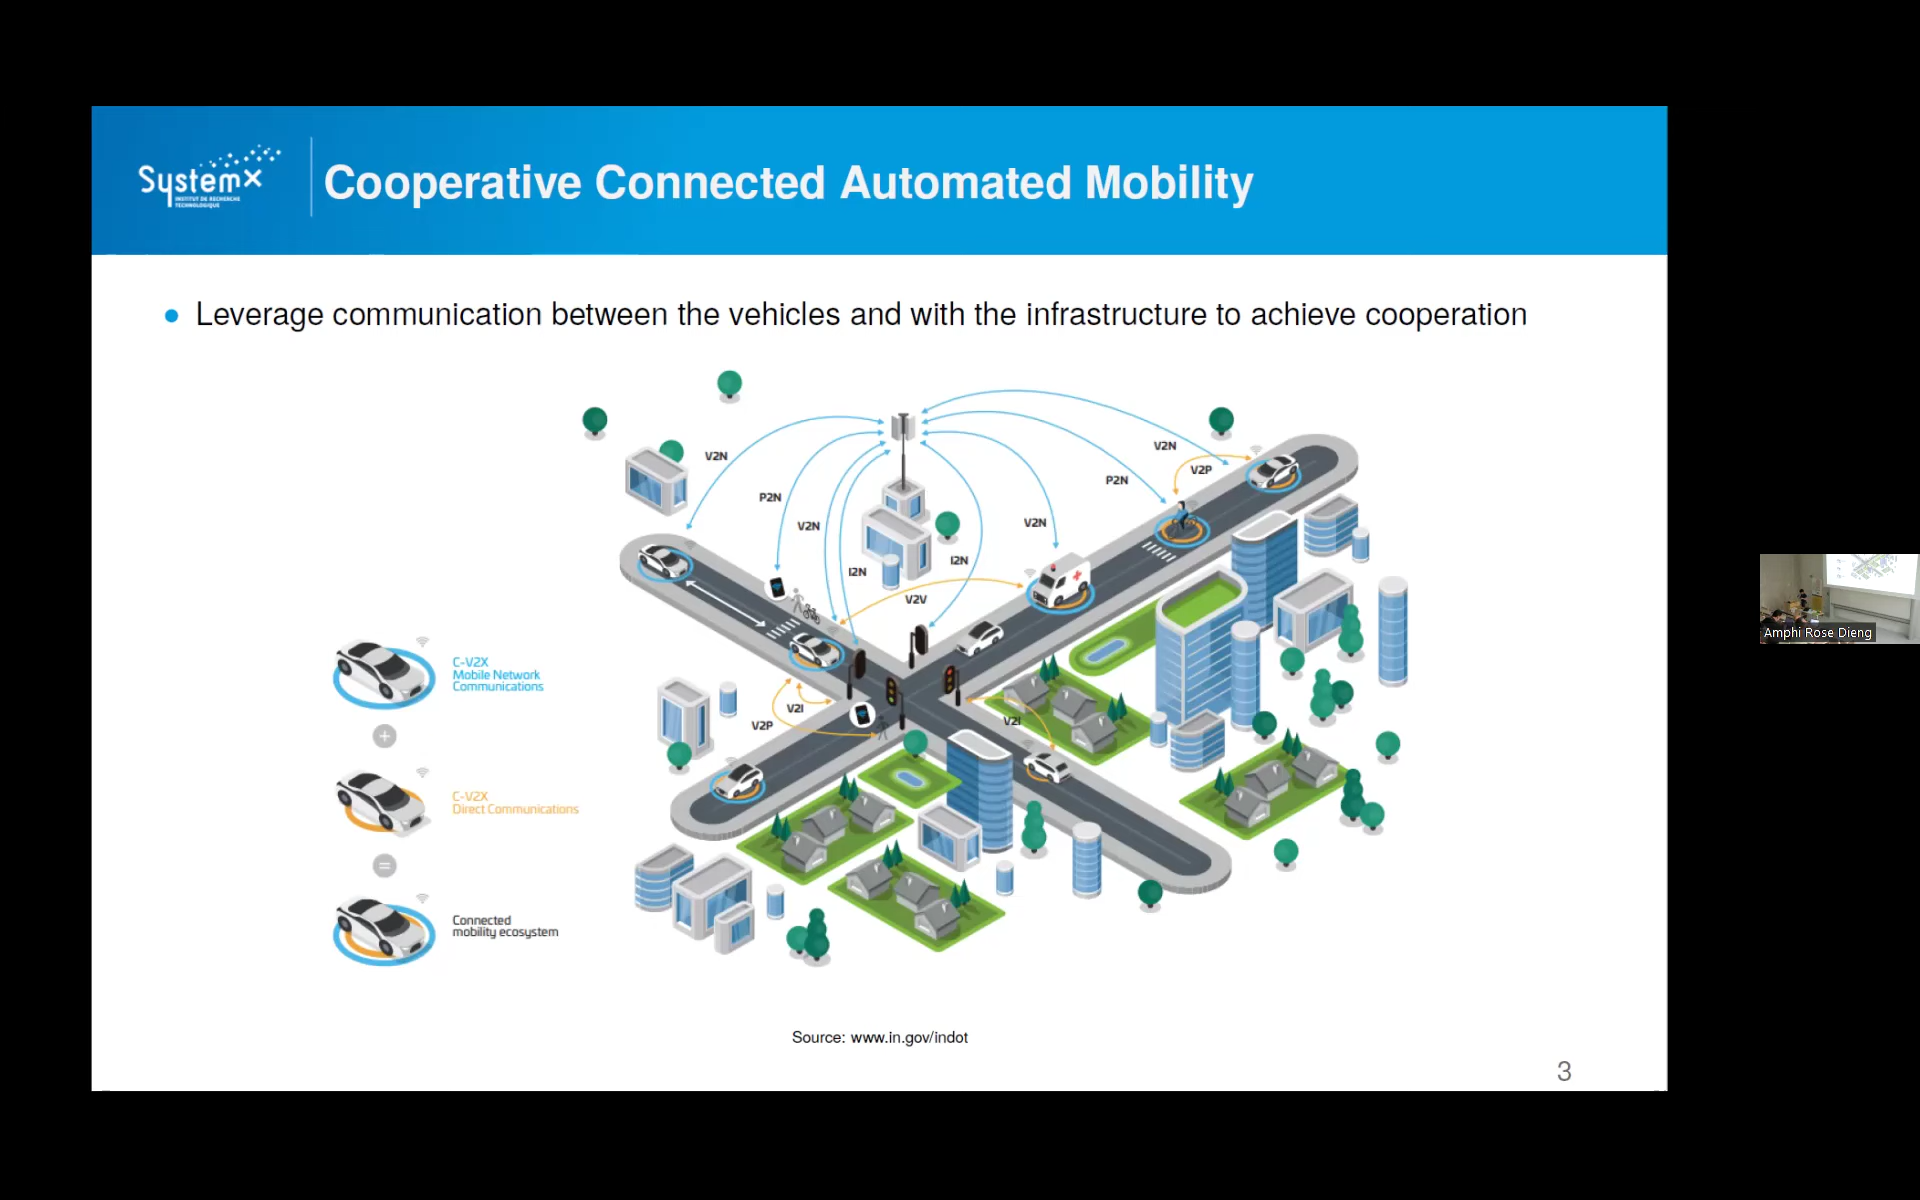 SystemX
INSTITUT DE RECHERCHE
TECHNOLOGIQUE
Cooperative Connected Automated Mobility
Leverage communication between the vehicles and with the infrastructure to achieve cooperation
V2N
P2N
V2N
I2N
I2N
V2V
V2N
P2N
V2N
V2P
V2I
V2P
V2I
C-V2X
Mobile Network
Communications
+
C-V2X
Direct Communications
=
Connected
mobility ecosystem
Source: www.in.gov/indot
3
Amphi Rose Dieng